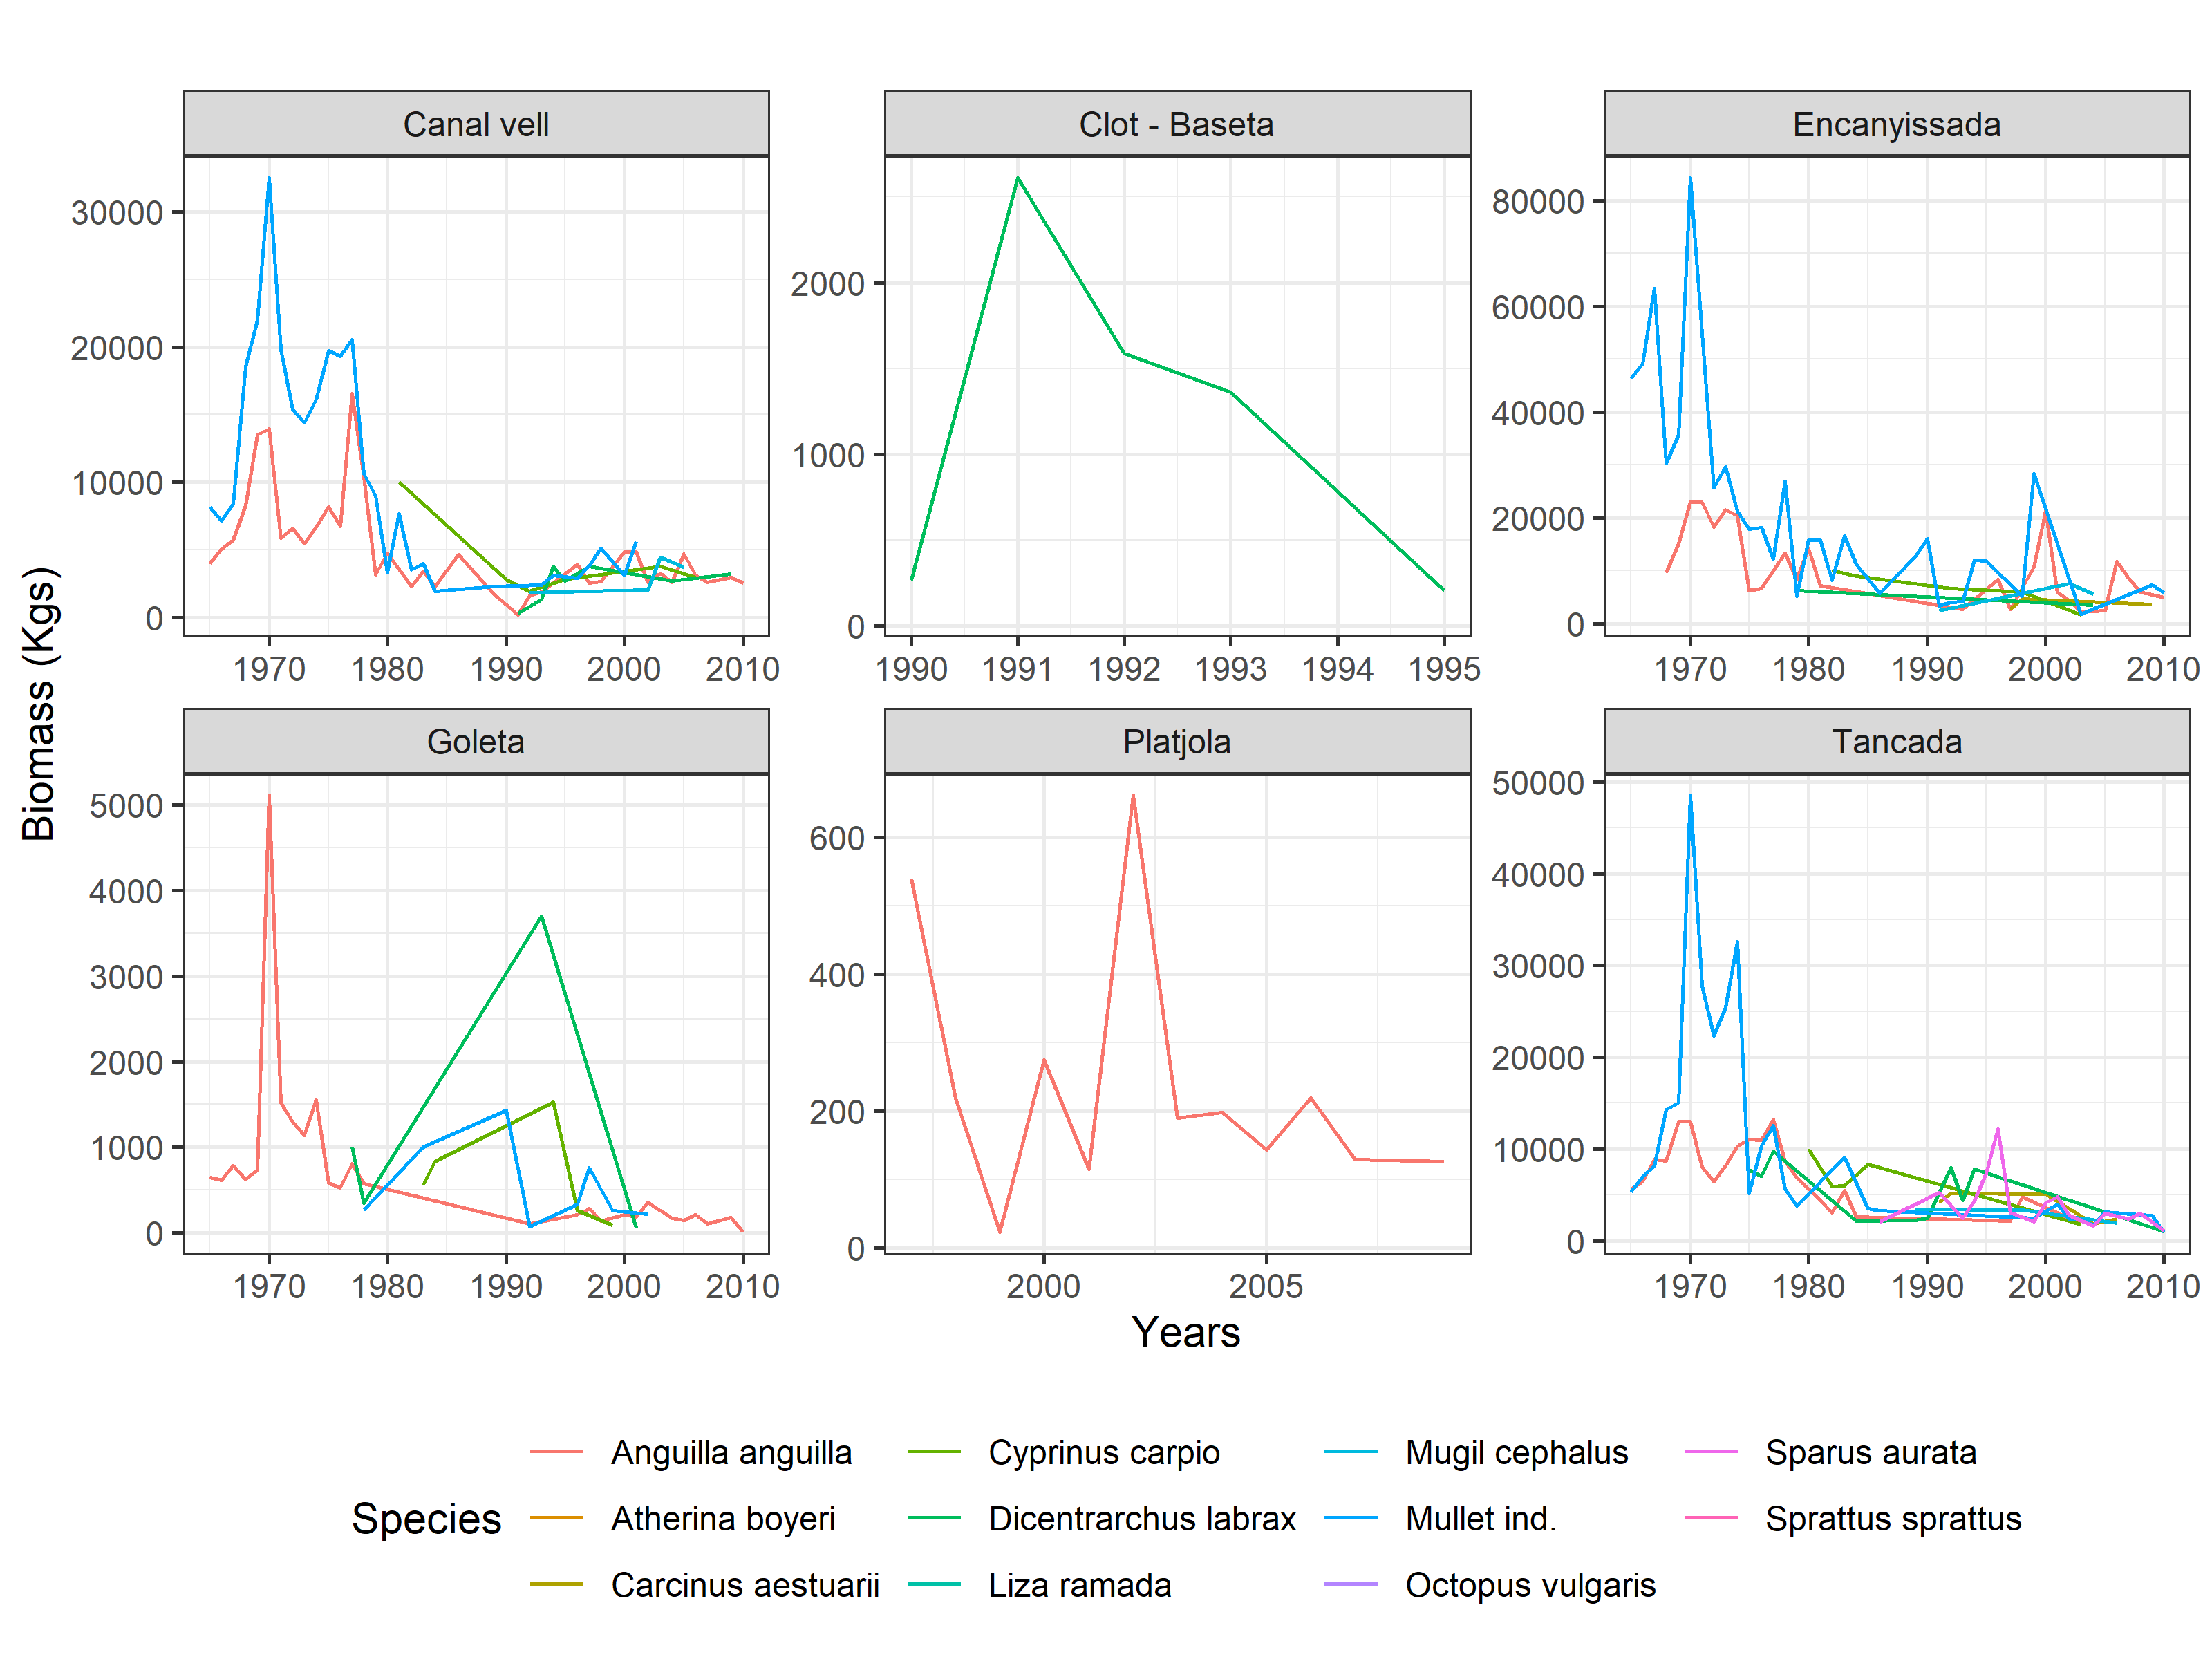 Canal vell
Clot - Baseta
Encanyissada
30000
20000
10000
0
2000
1000
0
80000
60000
40000
20000
0
1970 1980 1990 2000 2010
1990 1991 1992 1993 1994 1995
1970 1980 1990 2000 2010
Biomass (Kgs)
Goleta
Platjola
Tancada
5000
4000
3000
2000
1000
0
600
400
200
0
50000
40000
30000
20000
10000
0
1970 1980 1990 2000 2010
2000 2005
1970 1980 1990 2000 2010
Years
Species
Anguilla anguilla
Atherina boyeri
Carcinus aestuarii
Cyprinus carpio
Dicentrarchus labrax
Liza ramada
Mugil cephalus
Mullet ind.
Octopus vulgaris
Sparus aurata
Sprattus sprattus